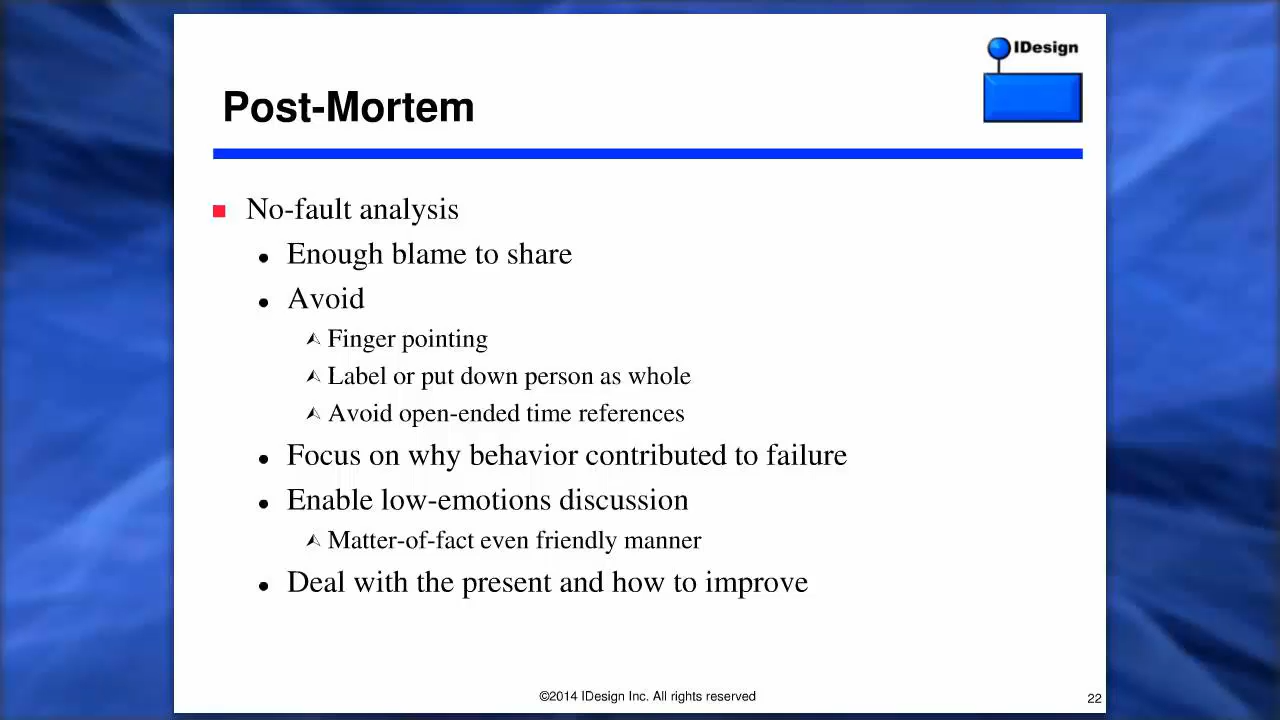 IDesign
Post-Mortem
No-fault analysis
Enough blame to share
Avoid
Finger pointing
Label or put down person as whole
Avoid open-ended time references
Focus on why behavior contributed to failure
Enable low-emotions discussion
Matter-of-fact even friendly manner
Deal with the present and how to improve
©2014 IDesign Inc. All rights reserved
22